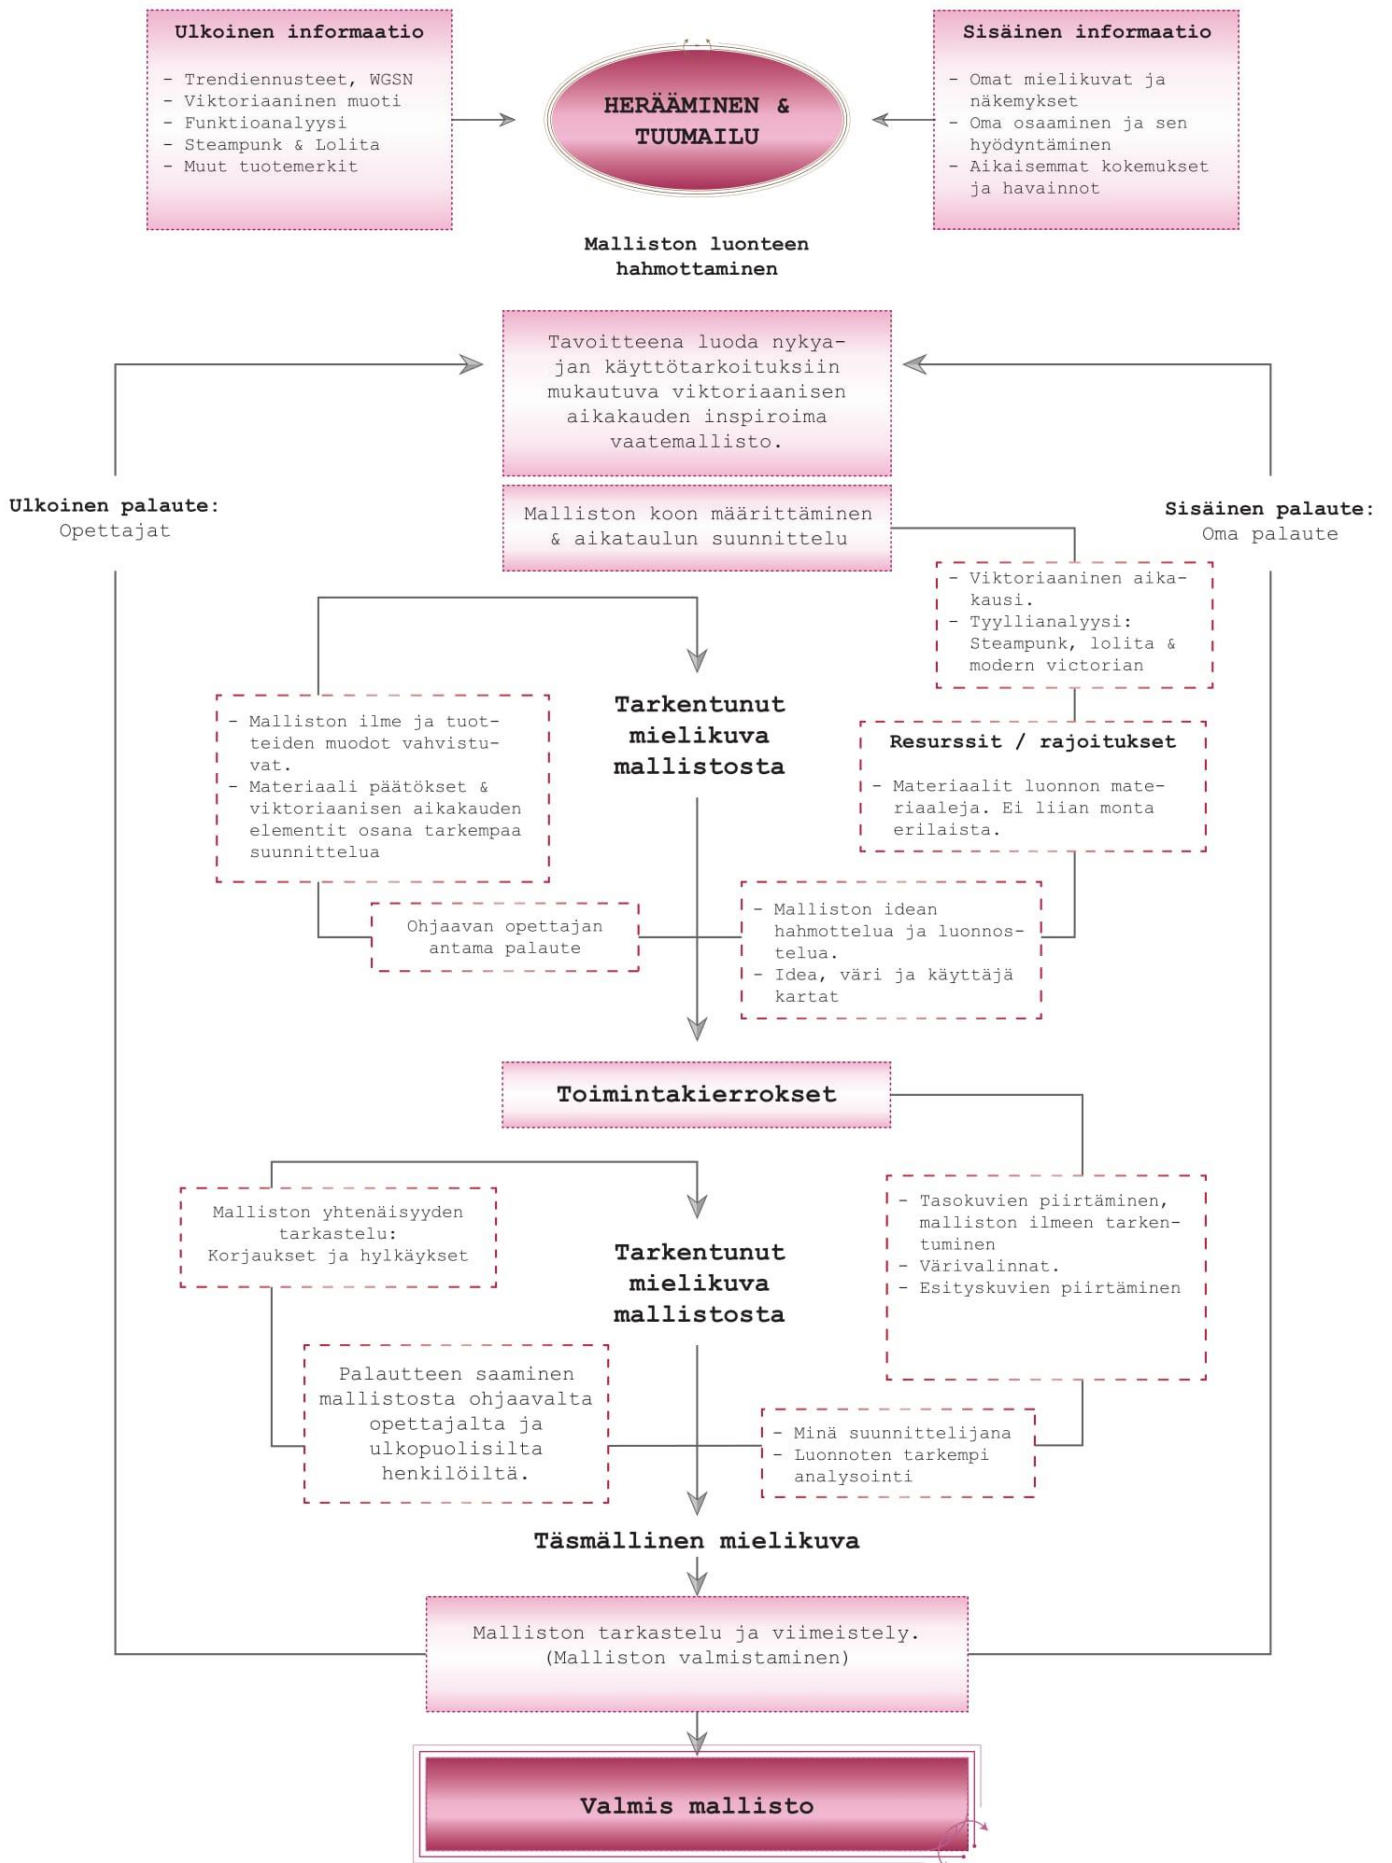 Ulkoinen informaatio
- Trendiennusteet, WGSN
- Viktoriaaninen muoti
- Funktioanalyysi
- Steampunk & Lolita
- Muut tuotemerkit
HERÄÄMINEN &
TUUMAILU
Sisäinen informaatio
- Omat mielikuvat ja
näkemykset
- Oma osaaminen ja sen
hyödyntäminen
- Aikaisemmat kokemukset
ja havainnot
Malliston luonteen
hahmottaminen
Tavoitteena luoda nykya-
jan käyttötarkoituksiin
mukautuva viktoriaanisen
aikakauden inspiroima
vaatemallisto.
Ulkoinen palaute:
Opettajat
Sisäinen palaute:
Oma palaute
Malliston koon määrittäminen
& aikataulun suunnittelu
- Viktoriaaninen aika-
kausi.
- Tyyllianalyysi:
Steampunk, lolita &
modern victorian
Resurssit / rajoitukset
- Materiaalit luonnon mate-
riaaleja. Ei liian monta
erilaista.
- Malliston idean
hahmottelua ja luonnos-
telua.
- Idea, väri ja käyttäjä
kartat
Ohjaavan opettajan
antama palaute
- Malliston ilme ja tuot-
teiden muodot vahvistu-
vat.
- Materiaali päätökset &
viktoriaanisen aikakauden
elementit osana tarkempaa
suunnittelua
Tarkentunut
mielikuva
mallistosta
Toimintakierrokset
- Tasokuvien piirtäminen,
malliston ilmeen tarken-
tuminen
- Värivalinnat.
- Esityskuvien piirtäminen
- Minä suunnittelijana
- Luonnoten tarkempi
analysointi
Palautteen saaminen
mallistosta ohjaavalta
opettajalta ja
ulkopuolisilta
henkilöiltä.
Malliston yhtenäisyyden
tarkastelu:
Korjaukset ja hylkäykset
Tarkentunut
mielikuva
mallistosta
Täsmällinen mielikuva
Malliston tarkastelu ja viimeistely.
(Malliston valmistaminen)
Valmis mallisto